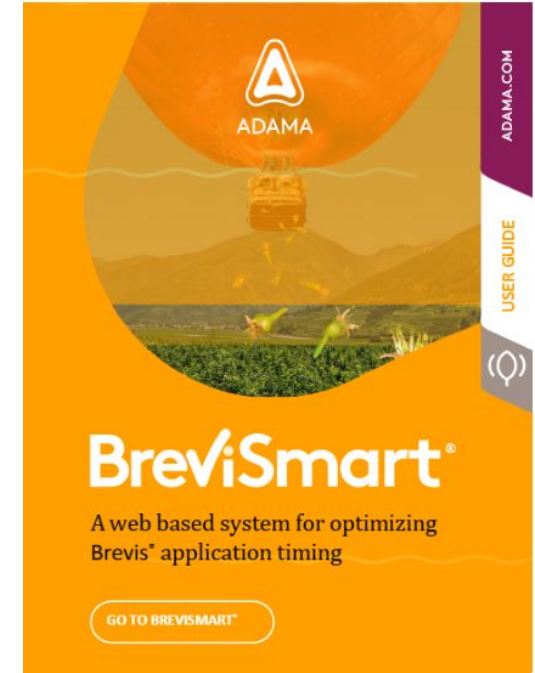 ADAMA
ADAMA.COM
USER GUIDE
BreviSmart®
A web based system for optimizing
Brevis® application timing
GO TO BREVISMART®